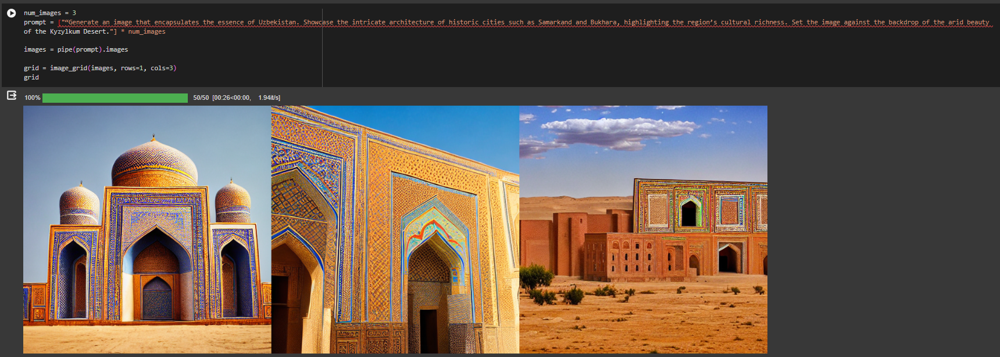 num_images = 3
prompt = ["“Generate an image that encapsulates the essence of Uzbekistan. Showcase the intricate architecture of historic cities such as Samarkand and Bukhara, highlighting the region’s cultural richness. Set the image against the backdrop of the arid beauty
of the Kyzylkum Desert."] * num_images
images = pipe(prompt).images
grid = image_grid(images, rows=1, cols=3)
grid
100% 50/50 [00:26<00:00, 1.94it/s]